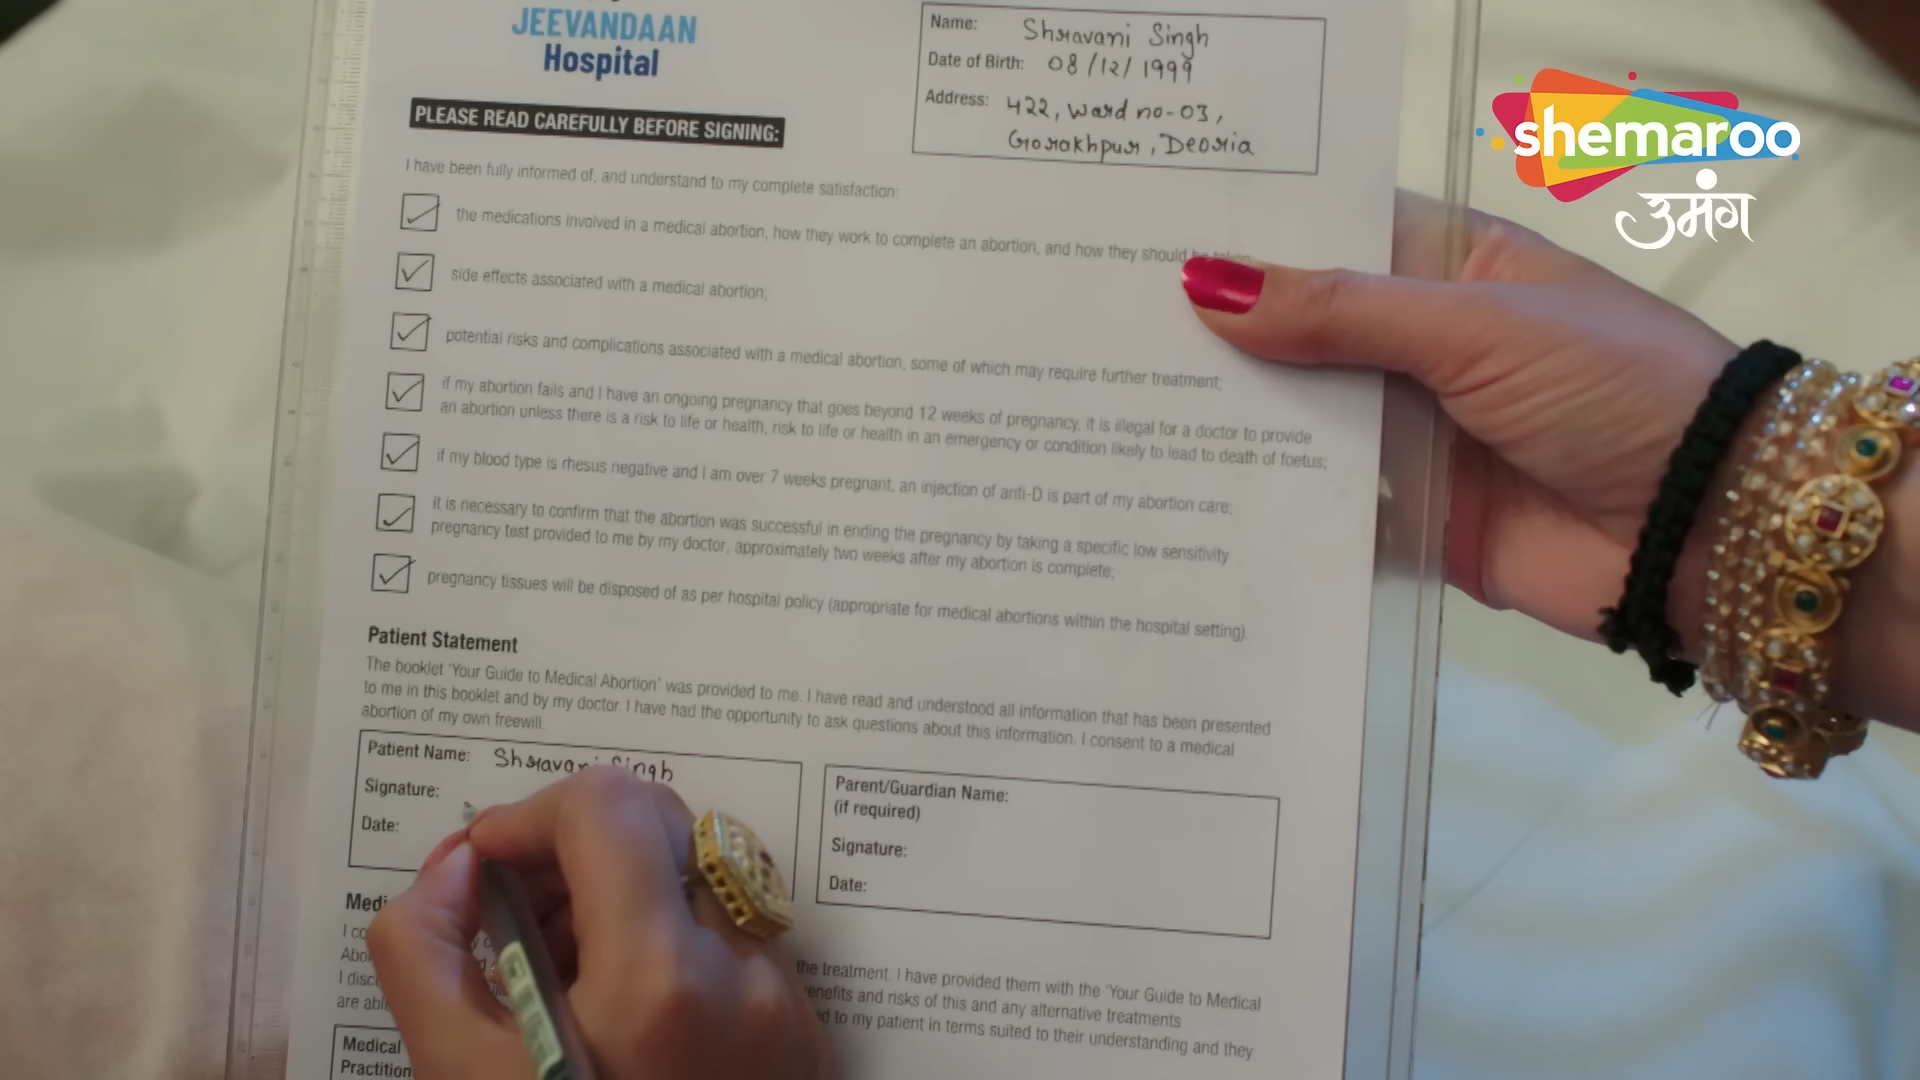 JEEVANDAAN
Hospital
Name: Shravani Singh
Date of Birth: 08/12/1999
Address: 422, ward no-03,
Gorakhpur, Deoria
shemaroo
उमंग
PLEASE READ CAREFULLY BEFORE SIGNING:
I have been fully informed of, and understand to my complete satisfaction:
the medications involved in a medical abortion, how they work to complete an abortion, and how they should
side effects associated with a medical abortion;
potential risks and complications associated with a medical abortion, some of which may require further treatment;
if my abortion fails and I have an ongoing pregnancy that goes beyond 12 weeks of pregnancy, it is illegal for a doctor to provide
an abortion unless there is a risk to life or health, risk to life or health in an emergency or condition likely to lead to death of foetus;
if my blood type is rhesus negative and I am over 7 weeks pregnant, an injection of anti-D is part of my abortion care;
it is necessary to confirm that the abortion was successful in ending the pregnancy by taking a specific low sensitivity
pregnancy test provided to me by my doctor, approximately two weeks after my abortion is complete;
pregnancy tissues will be disposed of as per hospital policy (appropriate for medical abortions within the hospital setting).
Patient Statement
The booklet 'Your Guide to Medical Abortion' was provided to me. I have read and understood all information that has been presented
to me in this booklet and by my doctor. I have had the opportunity to ask questions about this information. I consent to a medical
abortion of my own freewill.
Patient Name: Shravani Singh
Signature:
Date:
Parent/Guardian Name:
(if required)
Signature:
Date:
the treatment. I have provided them with the 'Your Guide to Medical
benefits and risks of this and any alternative treatments
to my patient in terms suited to their understanding and they
are
Medical